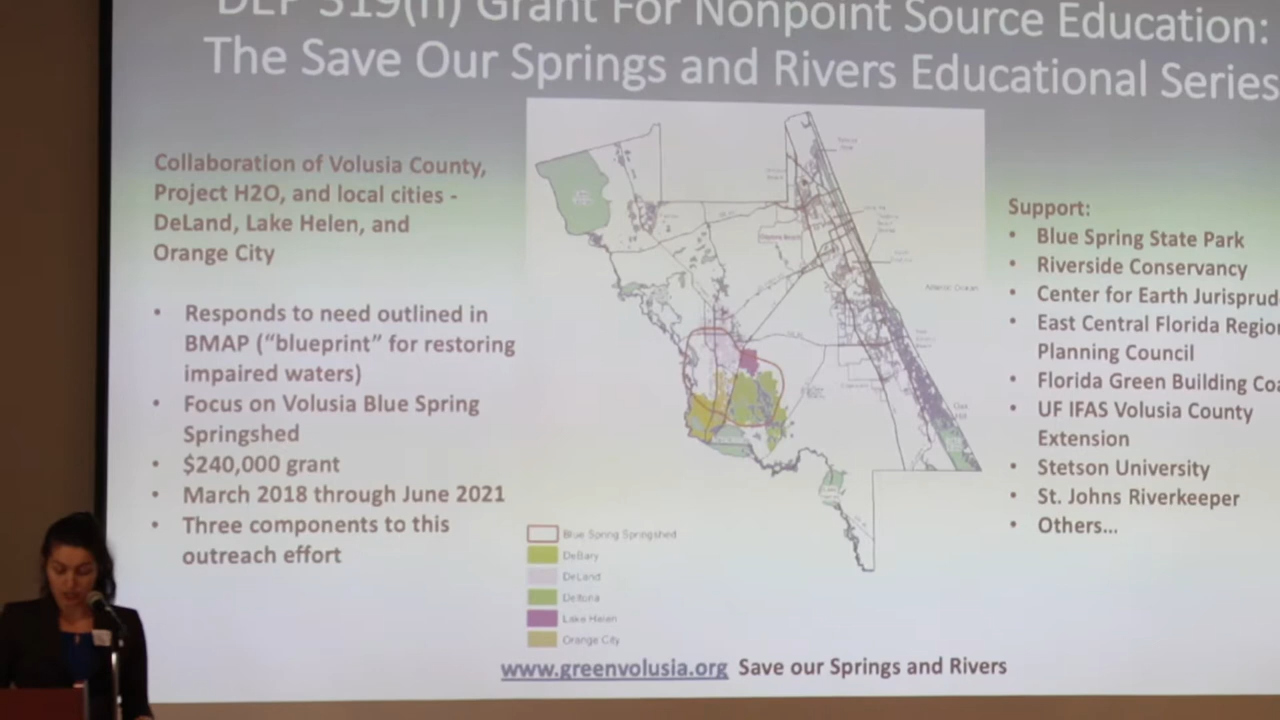 DEP 319(h) Grant For Nonpoint Source Education:
The Save Our Springs and Rivers Educational Series
Collaboration of Volusia County,
Project H2O, and local cities -
DeLand, Lake Helen, and
Orange City
• Responds to need outlined in
BMAP (“blueprint” for restoring
impaired waters)
• Focus on Volusia Blue Spring
Springshed
• $240,000 grant
• March 2018 through June 2021
• Three components to this
outreach effort
Atlantic Ocean
Blue Spring Springshed
DeBary
DeLand
Deltona
Lake Helen
Orange City
Support:
• Blue Spring State Park
• Riverside Conservancy
• Center for Earth Jurisprud
• East Central Florida Region
Planning Council
• Florida Green Building Coa
• UF IFAS Volusia County
Extension
• Stetson University
• St. Johns Riverkeeper
• Others...
www.greenvolusia.org Save our Springs and Rivers